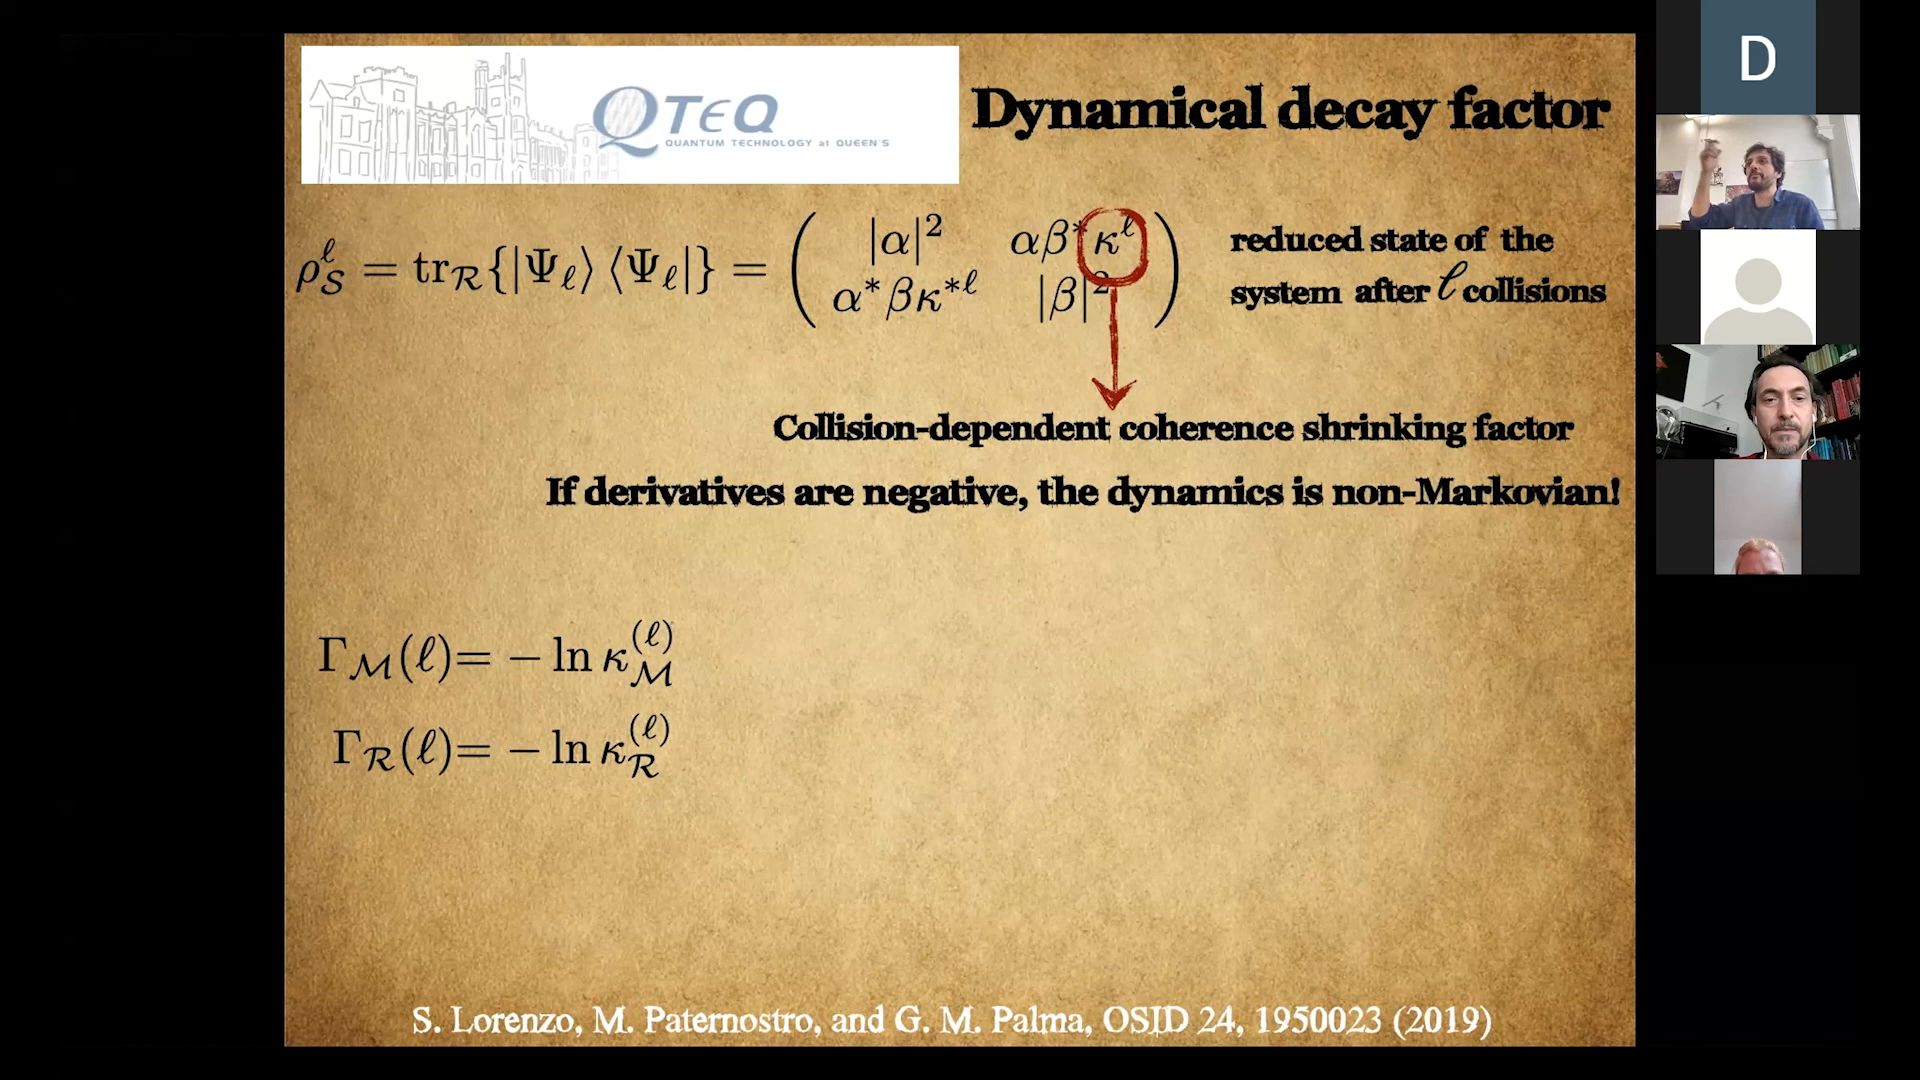 QTEQ
QUANTUM TECHNOLOGY at QUEEN'S
Dynamical decay factor
ρ_𝒮^ℓ = tr_ℛ{|Ψ_ℓ⟩ ⟨Ψ_ℓ|} = ( |α|² αβ*κ^ℓ
α*βκ*^ℓ |β|² )
reduced state of the
system after ℓ collisions
Collision-dependent coherence shrinking factor
If derivatives are negative, the dynamics is non-Markovian!
Γ_ℳ(ℓ)= − ln κ_ℳ^(ℓ)
Γ_ℛ(ℓ)= − ln κ_ℛ^(ℓ)
S. Lorenzo, M. Paternostro, and G. M. Palma, OSID 24, 1950023 (2019)
D